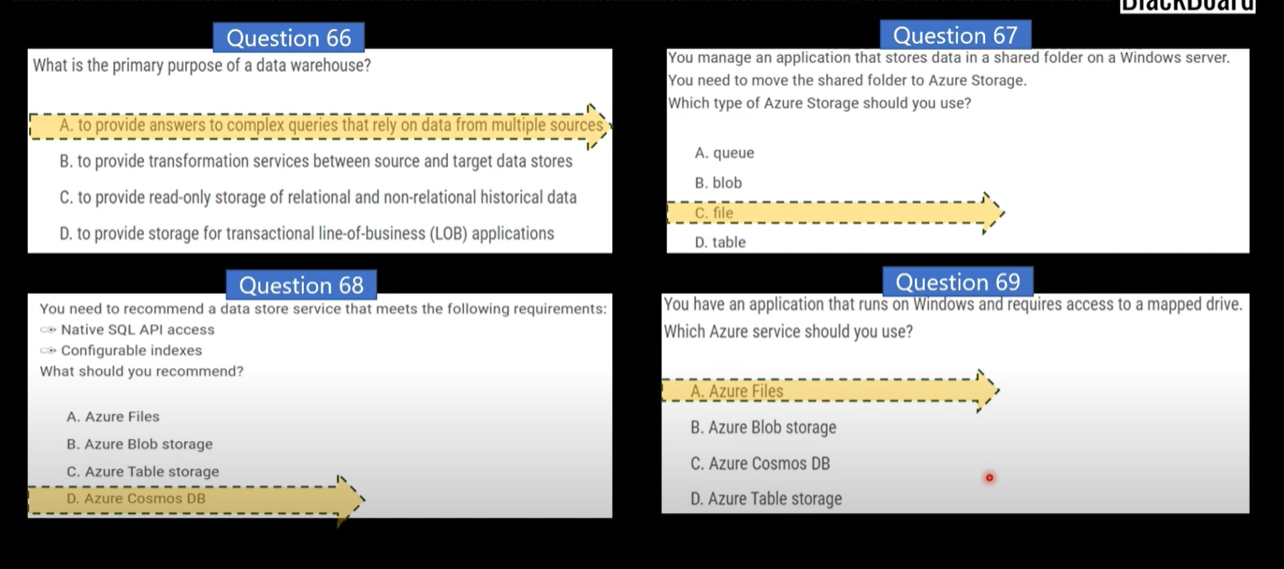 BlackBoard
Question 66
What is the primary purpose of a data warehouse?
A. to provide answers to complex queries that rely on data from multiple sources
B. to provide transformation services between source and target data stores
C. to provide read-only storage of relational and non-relational historical data
D. to provide storage for transactional line-of-business (LOB) applications
Question 67
You manage an application that stores data in a shared folder on a Windows server.
You need to move the shared folder to Azure Storage.
Which type of Azure Storage should you use?
A. queue
B. blob
C. file
D. table
Question 68
You need to recommend a data store service that meets the following requirements:
Native SQL API access
Configurable indexes
What should you recommend?
A. Azure Files
B. Azure Blob storage
C. Azure Table storage
D. Azure Cosmos DB
Question 69
You have an application that runs on Windows and requires access to a mapped drive.
Which Azure service should you use?
A. Azure Files
B. Azure Blob storage
C. Azure Cosmos DB
D. Azure Table storage